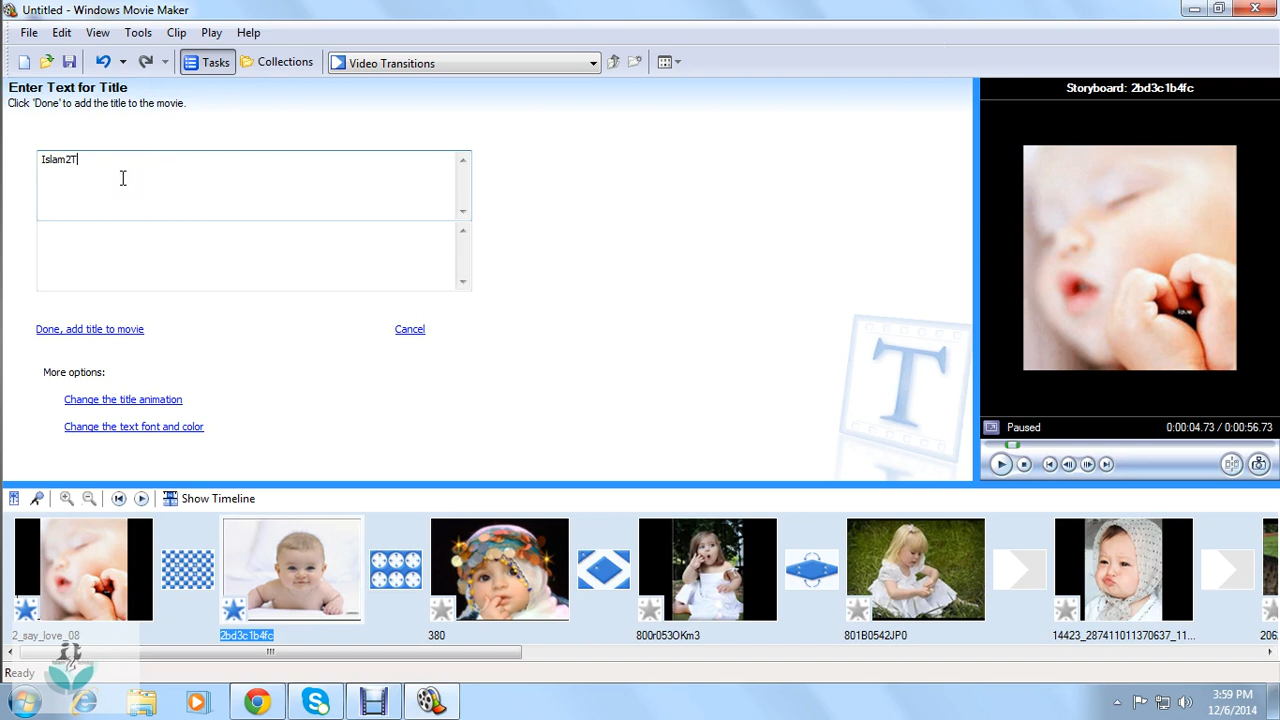 Untitled - Windows Movie Maker
File Edit View Tools Clip Play Help
Tasks Collections Video Transitions
Enter Text for Title
Click 'Done' to add the title to the movie.
Islam2T
Done, add title to movie Cancel
More options:
Change the title animation
Change the text font and color
T
Storyboard: 2bd3c1b4fc
love
Paused 0:00:04.73 / 0:00:56.73
Show Timeline
2_say_love_08 2bd3c1b4fc 380 800r053OKm3 801B0542JP0 14423_287411011370637_11... 206
Ready
3:59 PM
12/6/2014